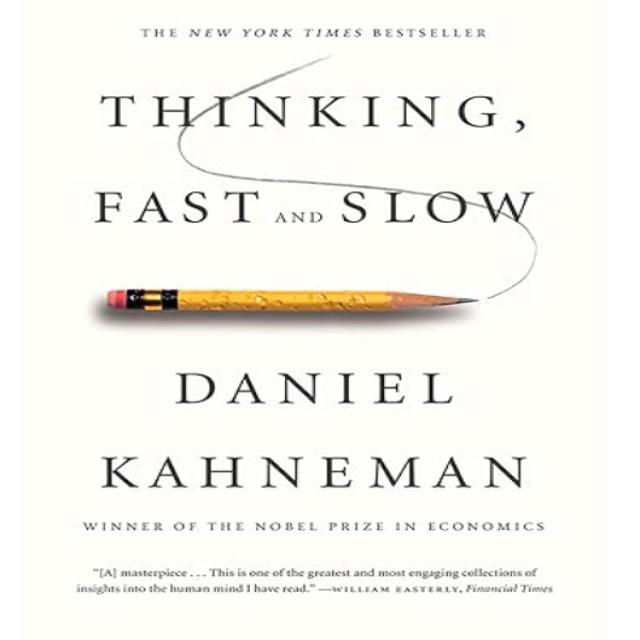 THE NEW YORK TIMES BESTSELLER
THINKING,
FAST AND SLOW
DANIEL
KAHNEMAN
WINNER OF THE NOBEL PRIZE IN ECONOMICS
"[A] masperpiece . . . This is one of the greatest and most engaging collections of
insights into the human mind I have read." —WILLIAM EASTERLY, Financial Times